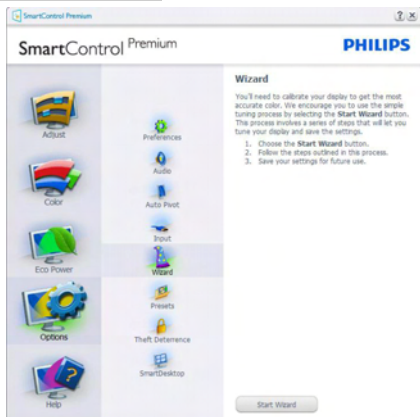 SmartControl Premium
SmartControl Premium
PHILIPS
Adjust
Color
Eco Power
Options
Help
Preferences
Audio
Auto Pivot
Input
Wizard
Presets
Theft Deterrence
SmartDesktop
Wizard
You'll need to calibrate your display to get the most
accurate color. We encourage you to use the simple
tuning process by selecting the Start Wizard button.
This process involves a series of steps that will let you
tune your display and save the settings.
1. Choose the Start Wizard button.
2. Follow the steps outlined in this process.
3. Save your settings for future use.
Start Wizard